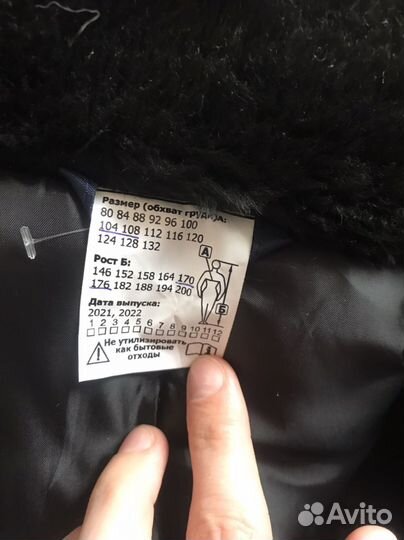 Размер (обхват груди)А:
80 84 88 92 96 100
104 108 112 116 120
124 128 132
А
Рост Б:
146 152 158 164 170
176 182 188 194 200
Б
Дата выпуска:
2021, 2022
1 2 3 4 5 6 7 8 9 10 11 12
Не утилизировать
как бытовые
отходы
Avito